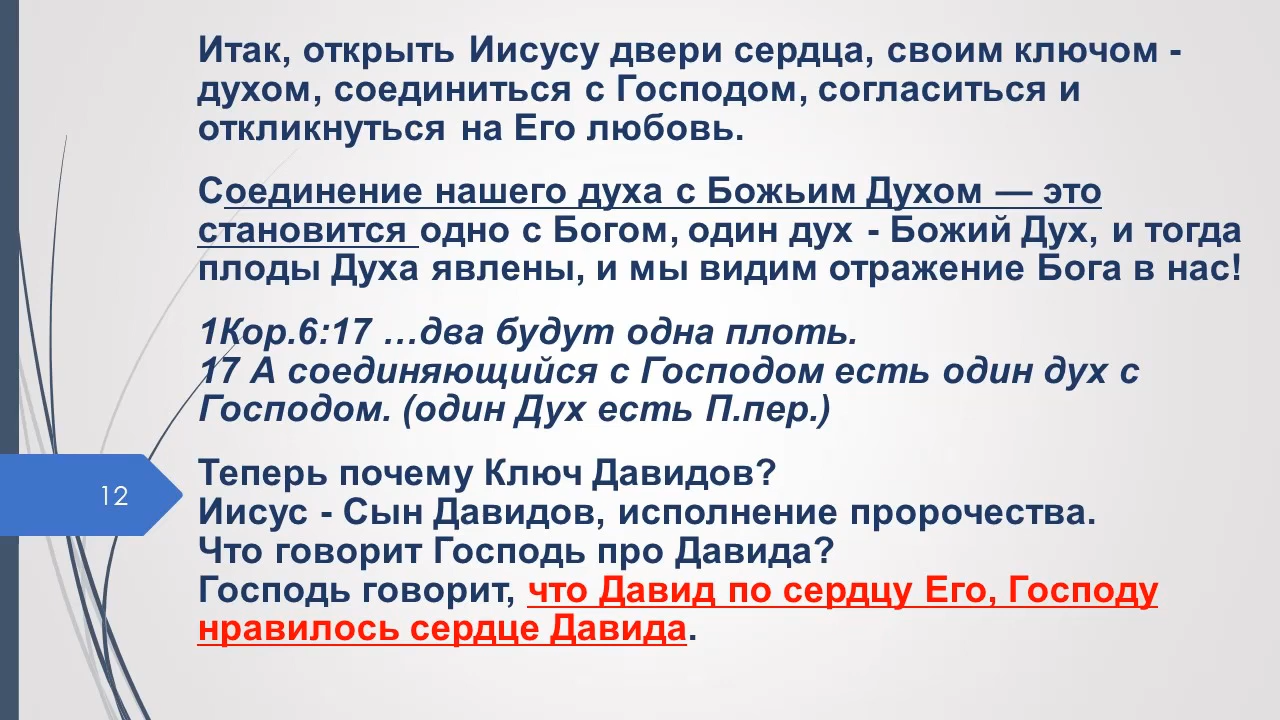 Итак, открыть Иисусу двери сердца, своим ключом -
духом, соединиться с Господом, согласиться и
откликнуться на Его любовь.
Соединение нашего духа с Божьим Духом — это
становится одно с Богом, один дух - Божий Дух, и тогда
плоды Духа явлены, и мы видим отражение Бога в нас!
1Кор.6:17 …два будут одна плоть.
17 А соединяющийся с Господом есть один дух с
Господом. (один Дух есть П.пер.)
Теперь почему Ключ Давидов?
12
Иисус - Сын Давидов, исполнение пророчества.
Что говорит Господь про Давида?
Господь говорит, что Давид по сердцу Его, Господу
нравилось сердце Давида.